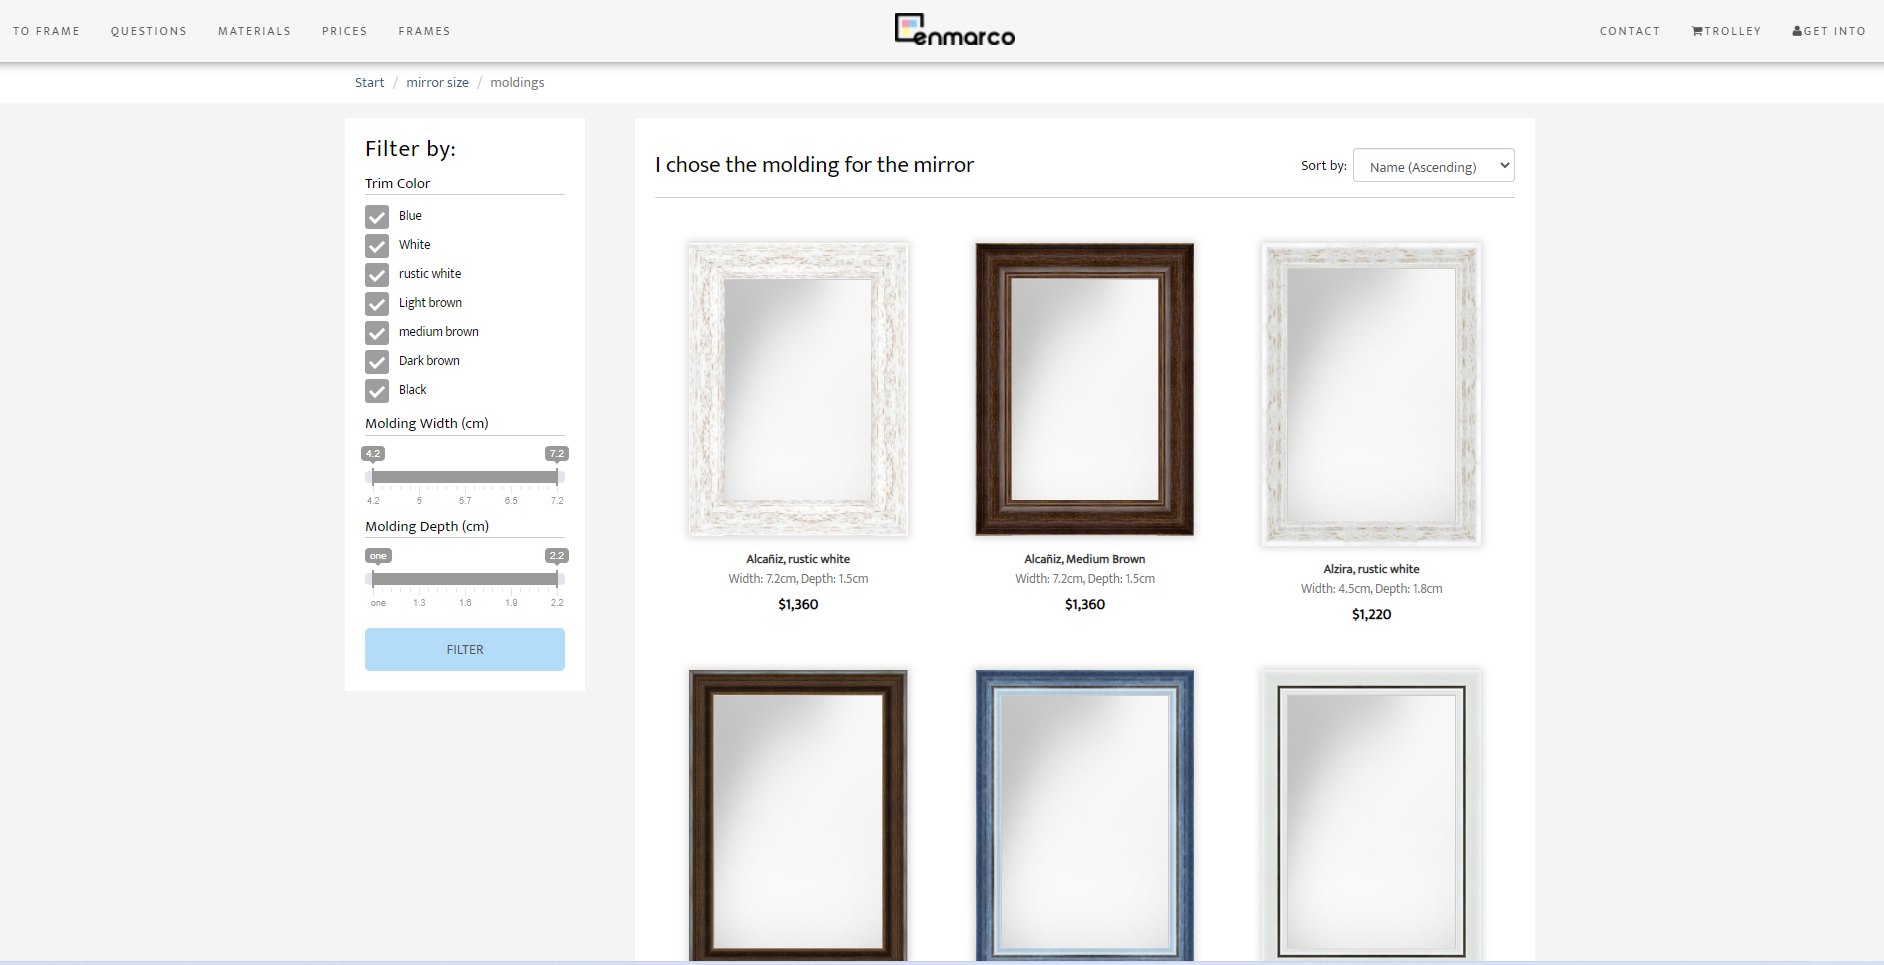 TO FRAME QUESTIONS MATERIALS PRICES FRAMES enmarco CONTACT TROLLEY GET INTO
Start / mirror size / moldings
Filter by:
Trim Color
Blue
White
rustic white
Light brown
medium brown
Dark brown
Black
Molding Width (cm)
4.2 7.2
4.2 5 5.7 6.5 7.2
Molding Depth (cm)
one 2.2
one 1.3 1.6 1.9 2.2
FILTER
I chose the molding for the mirror
Sort by: Name (Ascending)
Alcañiz, rustic white
Width: 7.2cm, Depth: 1.5cm
$1,360
Alcañiz, Medium Brown
Width: 7.2cm, Depth: 1.5cm
$1,360
Alzira, rustic white
Width: 4.5cm, Depth: 1.8cm
$1,220